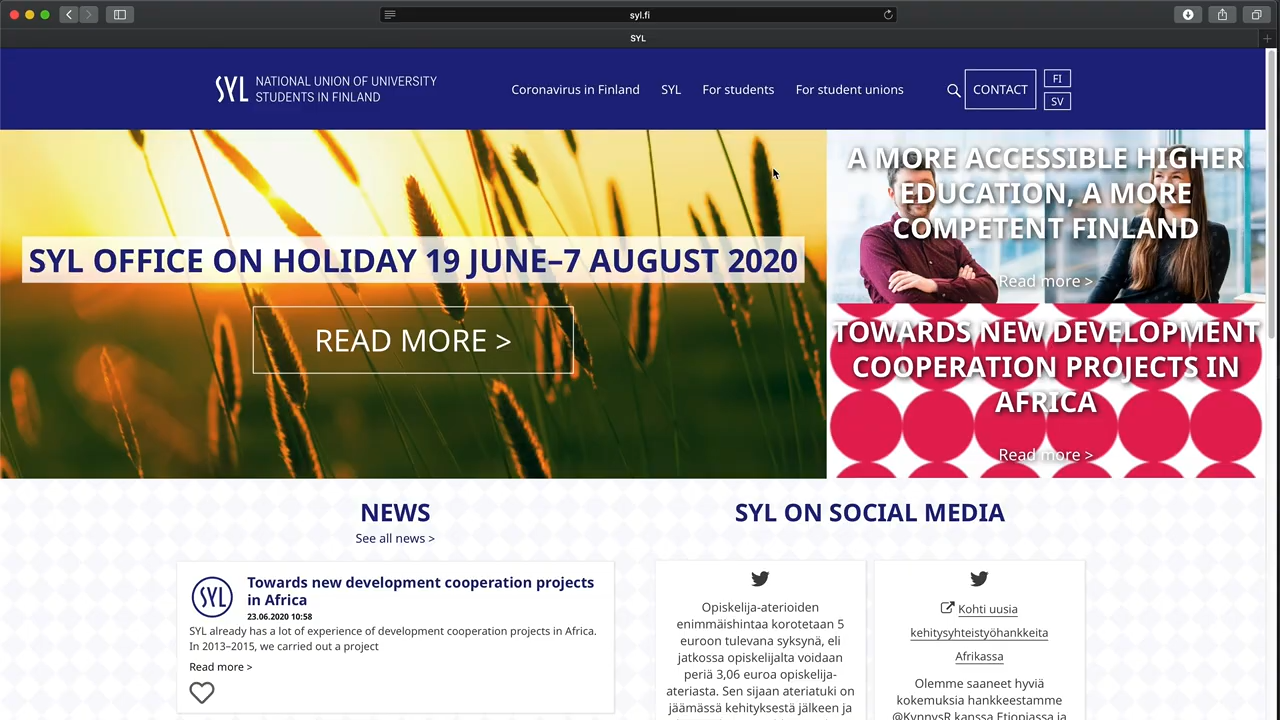 syl.fi
SYL
SYL NATIONAL UNION OF UNIVERSITY
STUDENTS IN FINLAND
Coronavirus in Finland
SYL
For students
For student unions
CONTACT
FI
SV
SYL OFFICE ON HOLIDAY 19 JUNE–7 AUGUST 2020
READ MORE >
A MORE ACCESSIBLE HIGHER
EDUCATION, A MORE
COMPETENT FINLAND
Read more >
TOWARDS NEW DEVELOPMENT
COOPERATION PROJECTS IN
AFRICA
Read more >
NEWS
See all news >
SYL
Towards new development cooperation projects
in Africa
23.06.2020 10:58
SYL already has a lot of experience of development cooperation projects in Africa.
In 2013–2015, we carried out a project
Read more >
SYL ON SOCIAL MEDIA
Opiskelija-aterioiden
enimmäishintaa korotetaan 5
euroon tulevana syksynä, eli
jatkossa opiskelijalta voidaan
periä 3,06 euroa opiskelija-
ateriasta. Sen sijaan ateriatuki on
jäämässä kehityksestä jälkeen ja
Kohti uusia
kehitysyhteistyöhankkeita
Afrikassa
Olemme saaneet hyviä
kokemuksia hankkeestamme
@KynnysR kanssa Etiopiassa ja